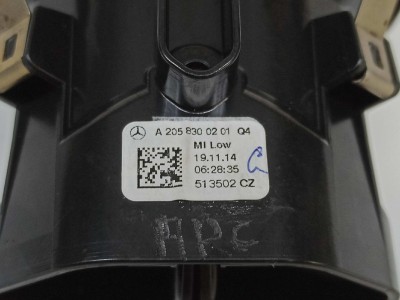 A 205 830 02 01 Q4
MI Low
19.11.14
06:28:35
513502 CZ
APC